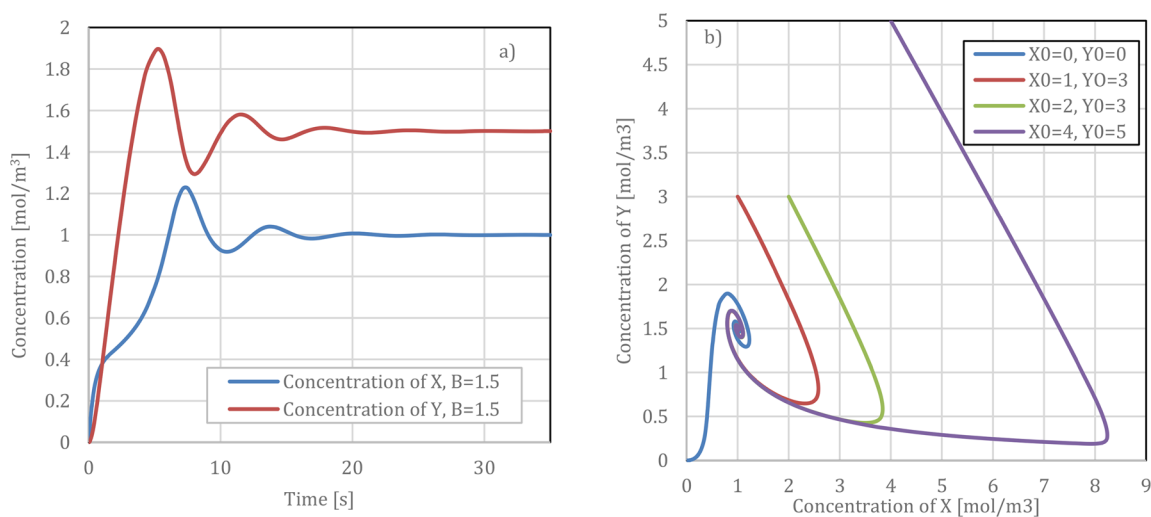 a)
Concentration [mol/m³]
2
1.8
1.6
1.4
1.2
1
0.8
0.6
0.4
0.2
0
0 10 20 30
Time [s]
Concentration of X, B=1.5
Concentration of Y, B=1.5
b)
Concentration of Y [mol/m3]
5
4.5
4
3.5
3
2.5
2
1.5
1
0.5
0
0 1 2 3 4 5 6 7 8 9
Concentration of X [mol/m3]
X0=0, Y0=0
X0=1, YO=3
X0=2, Y0=3
X0=4, Y0=5